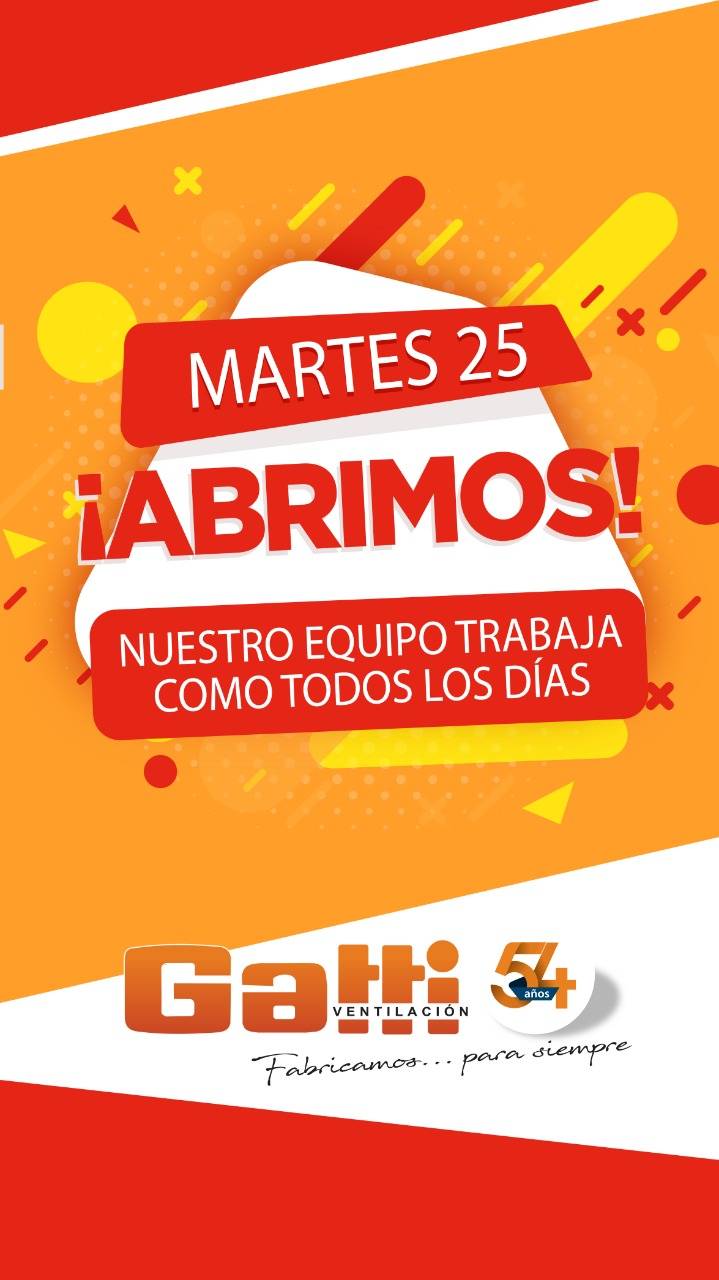 MARTES 25
¡ABRIMOS!
NUESTRO EQUIPO TRABAJA
COMO TODOS LOS DÍAS
Gatti
VENTILACIÓN
54+
años
Fabricamos... para siempre